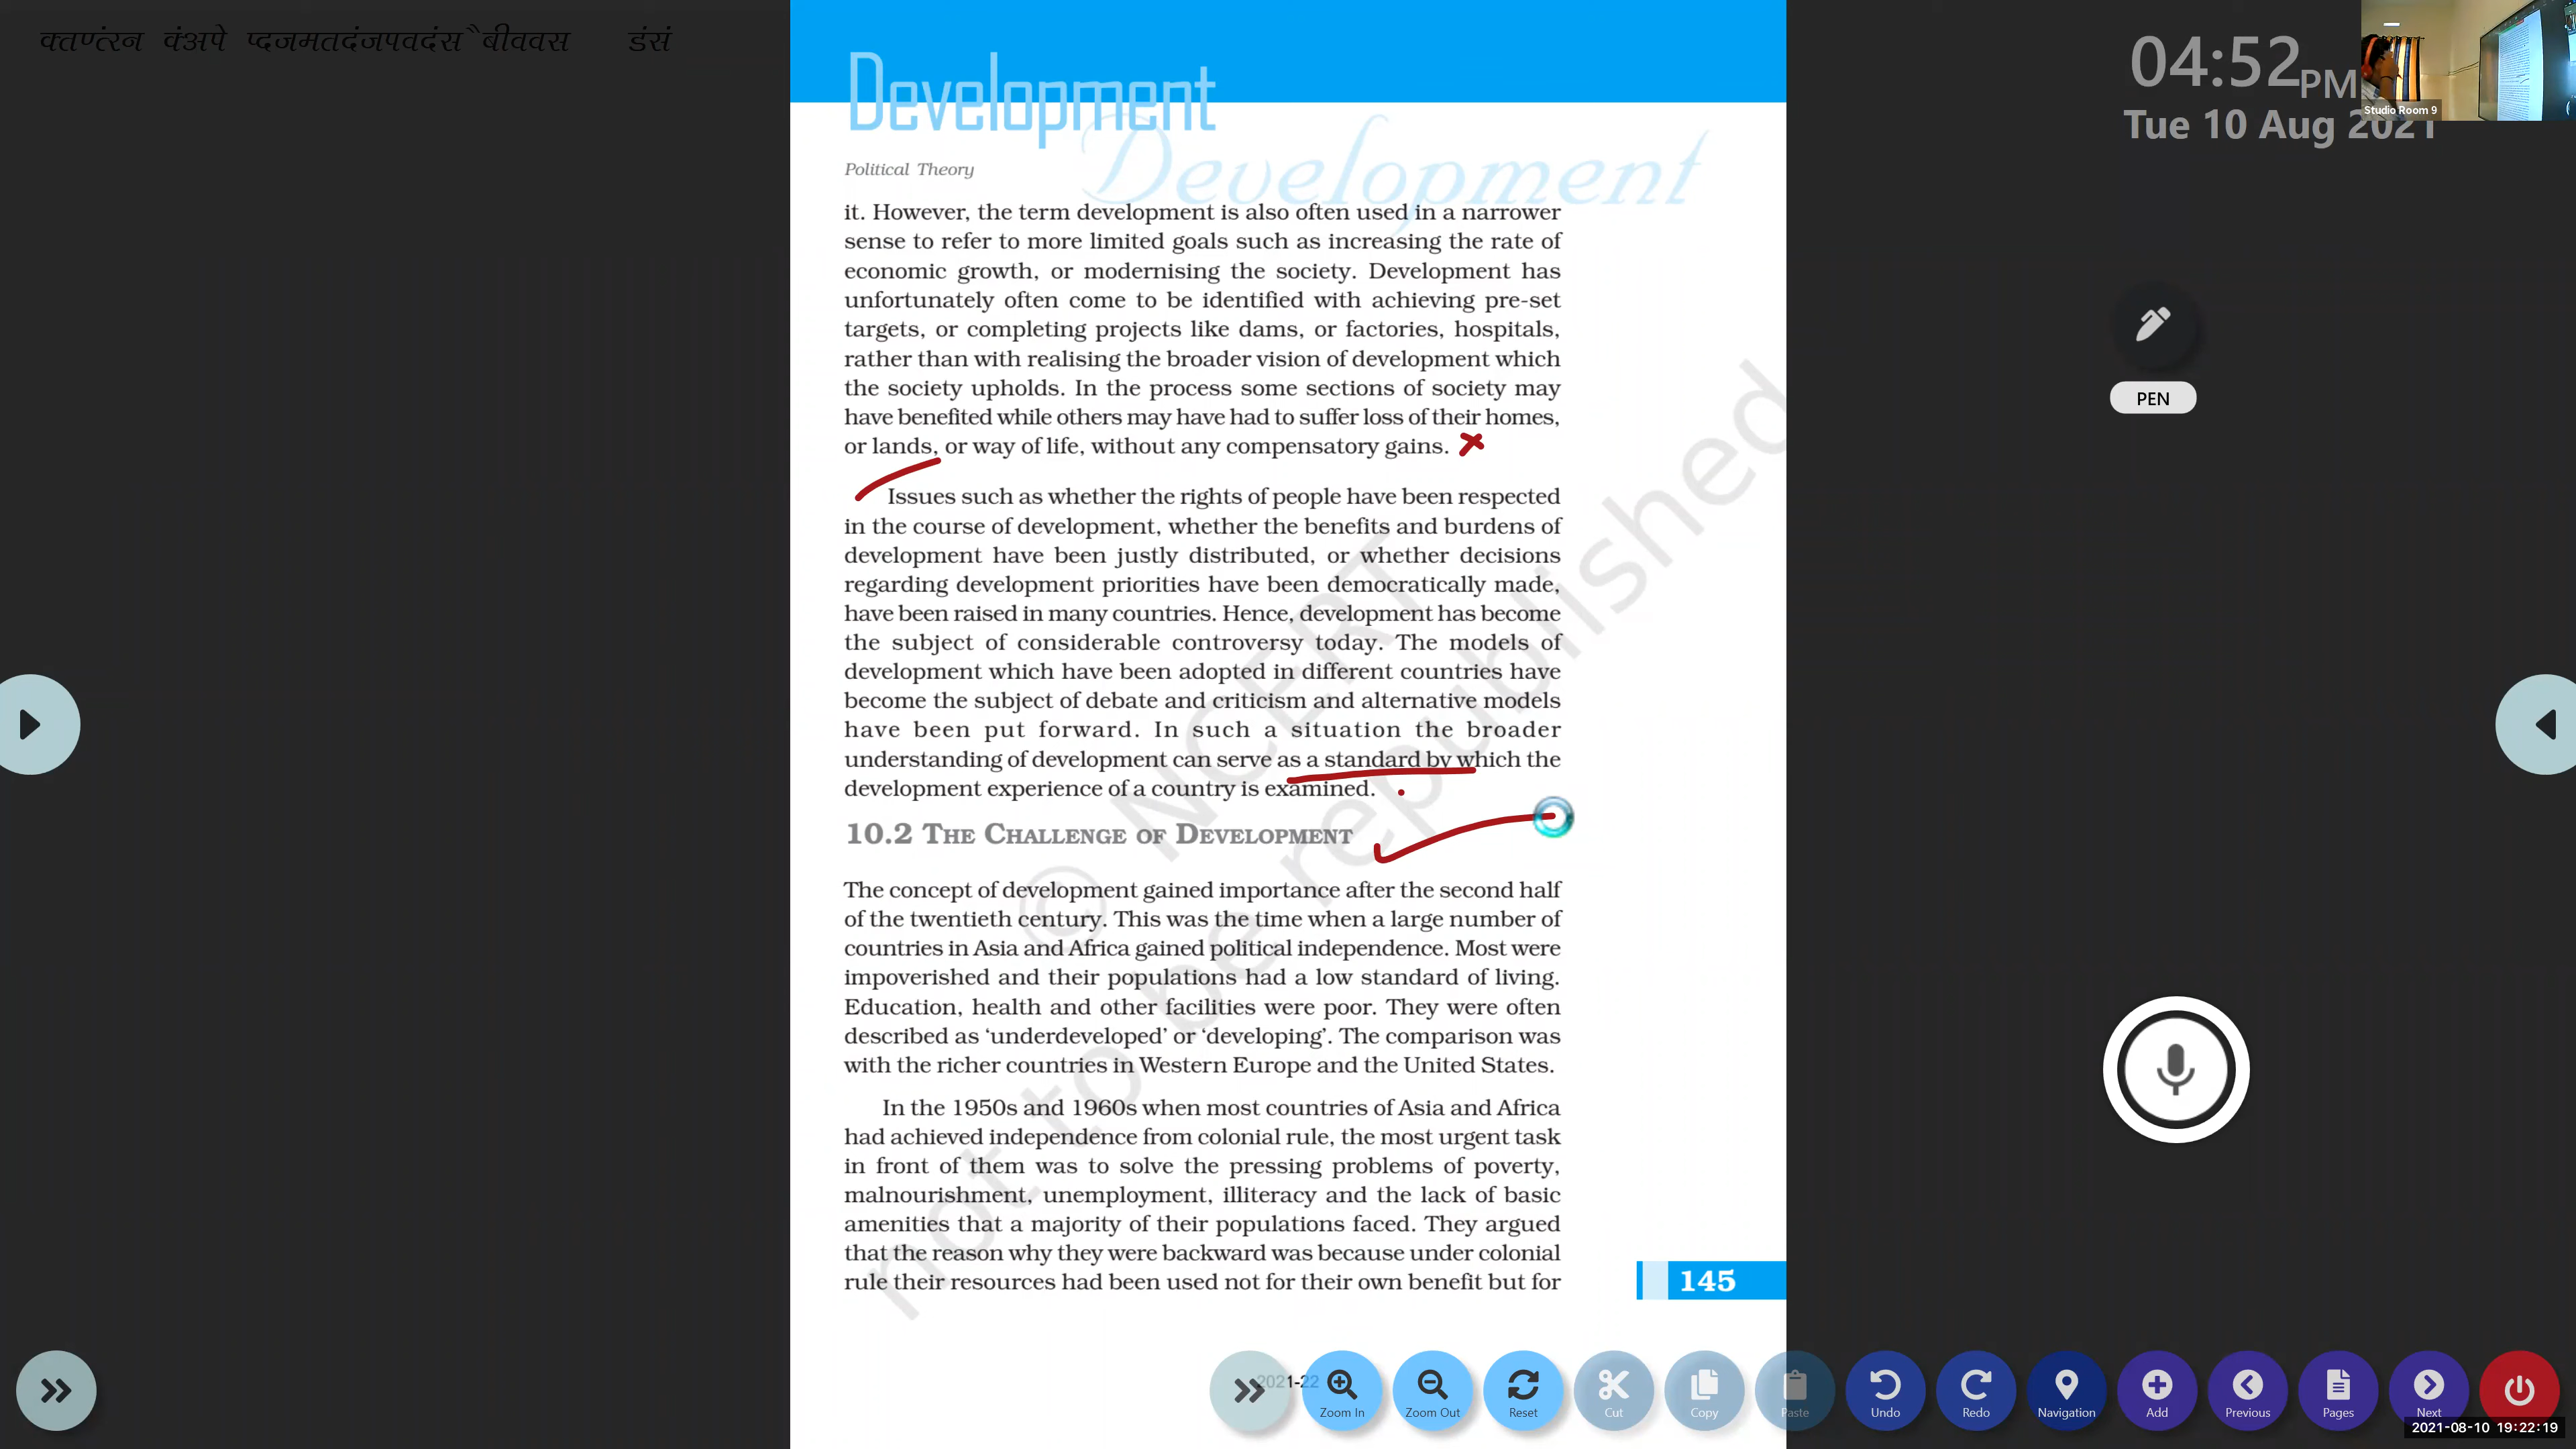 क्तण्तंरन क्ंअपे प्दजमतदंजपवदंस ैबीववस डंसं
04:52 PM
Tue 10 Aug 2021
Studio Room 9
Development
Development
Political Theory
it. However, the term development is also often used in a narrower
sense to refer to more limited goals such as increasing the rate of
economic growth, or modernising the society. Development has
unfortunately often come to be identified with achieving pre-set
targets, or completing projects like dams, or factories, hospitals,
rather than with realising the broader vision of development which
the society upholds. In the process some sections of society may
have benefited while others may have had to suffer loss of their homes,
or lands, or way of life, without any compensatory gains.
PEN
Issues such as whether the rights of people have been respected
in the course of development, whether the benefits and burdens of
development have been justly distributed, or whether decisions
regarding development priorities have been democratically made,
have been raised in many countries. Hence, development has become
the subject of considerable controversy today. The models of
development which have been adopted in different countries have
become the subject of debate and criticism and alternative models
have been put forward. In such a situation the broader
understanding of development can serve as a standard by which the
development experience of a country is examined.
10.2 THE CHALLENGE OF DEVELOPMENT
The concept of development gained importance after the second half
of the twentieth century. This was the time when a large number of
countries in Asia and Africa gained political independence. Most were
impoverished and their populations had a low standard of living.
Education, health and other facilities were poor. They were often
described as ‘underdeveloped’ or ‘developing’. The comparison was
with the richer countries in Western Europe and the United States.
In the 1950s and 1960s when most countries of Asia and Africa
had achieved independence from colonial rule, the most urgent task
in front of them was to solve the pressing problems of poverty,
malnourishment, unemployment, illiteracy and the lack of basic
amenities that a majority of their populations faced. They argued
that the reason why they were backward was because under colonial
rule their resources had been used not for their own benefit but for
© NCERT
not to be republished
145
2021-22
Zoom In Zoom Out Reset Cut Copy Paste Undo Redo Navigation Add Previous Pages Next
2021-08-10 19:22:19